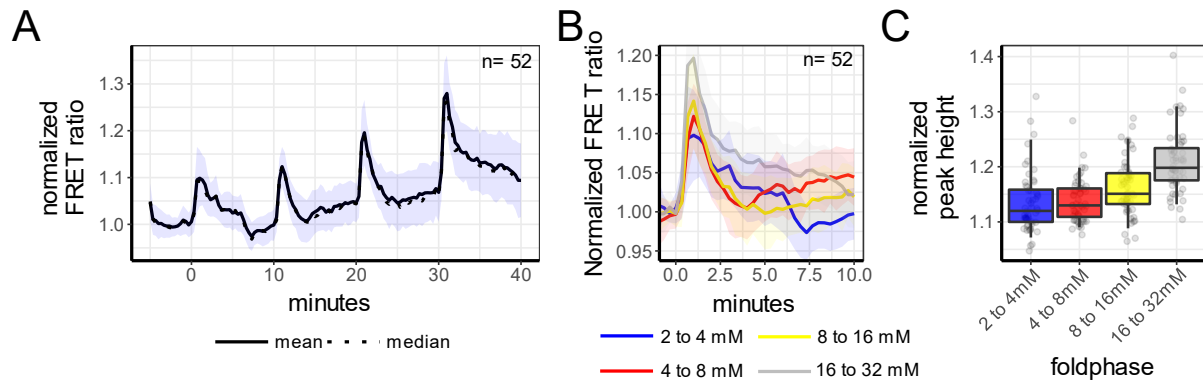 A
normalized
FRET ratio
1.3
1.2
1.1
1.0
n= 52
0
10
20
30
40
minutes
mean
median
B
Normalized FRE T ratio
1.20
1.15
1.10
1.05
1.00
0.95
n= 52
0.0
2.5
5.0
7.5
10.0
minutes
2 to 4 mM
8 to 16 mM
4 to 8 mM
16 to 32 mM
C
normalized
peak height
1.4
1.3
1.2
1.1
2 to 4mM
4 to 8mM
8 to 16mM
16 to 32mM
foldphase